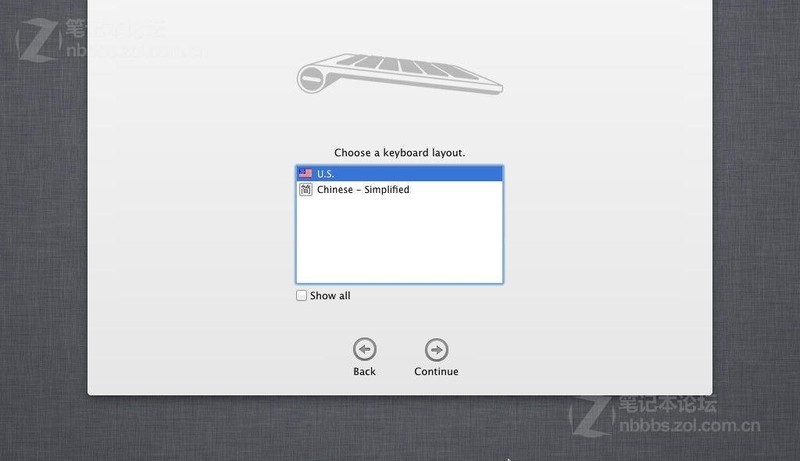 笔记本论坛
nbbbs.zol.com.cn
Choose a keyboard layout.
U.S.
简 Chinese – Simplified
Show all
Back
Continue
笔记本论坛
nbbbs.zol.com.cn